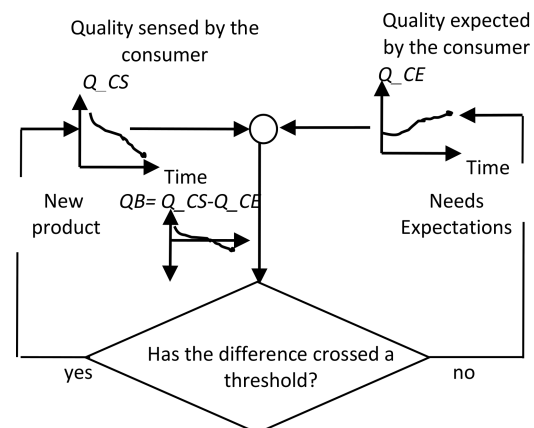 Quality sensed by the
consumer
Q_CS
Quality expected
by the consumer
Q_CE
Time
Time
New
product
QB= Q_CS-Q_CE
Needs
Expectations
Has the difference crossed a
threshold?
yes
no